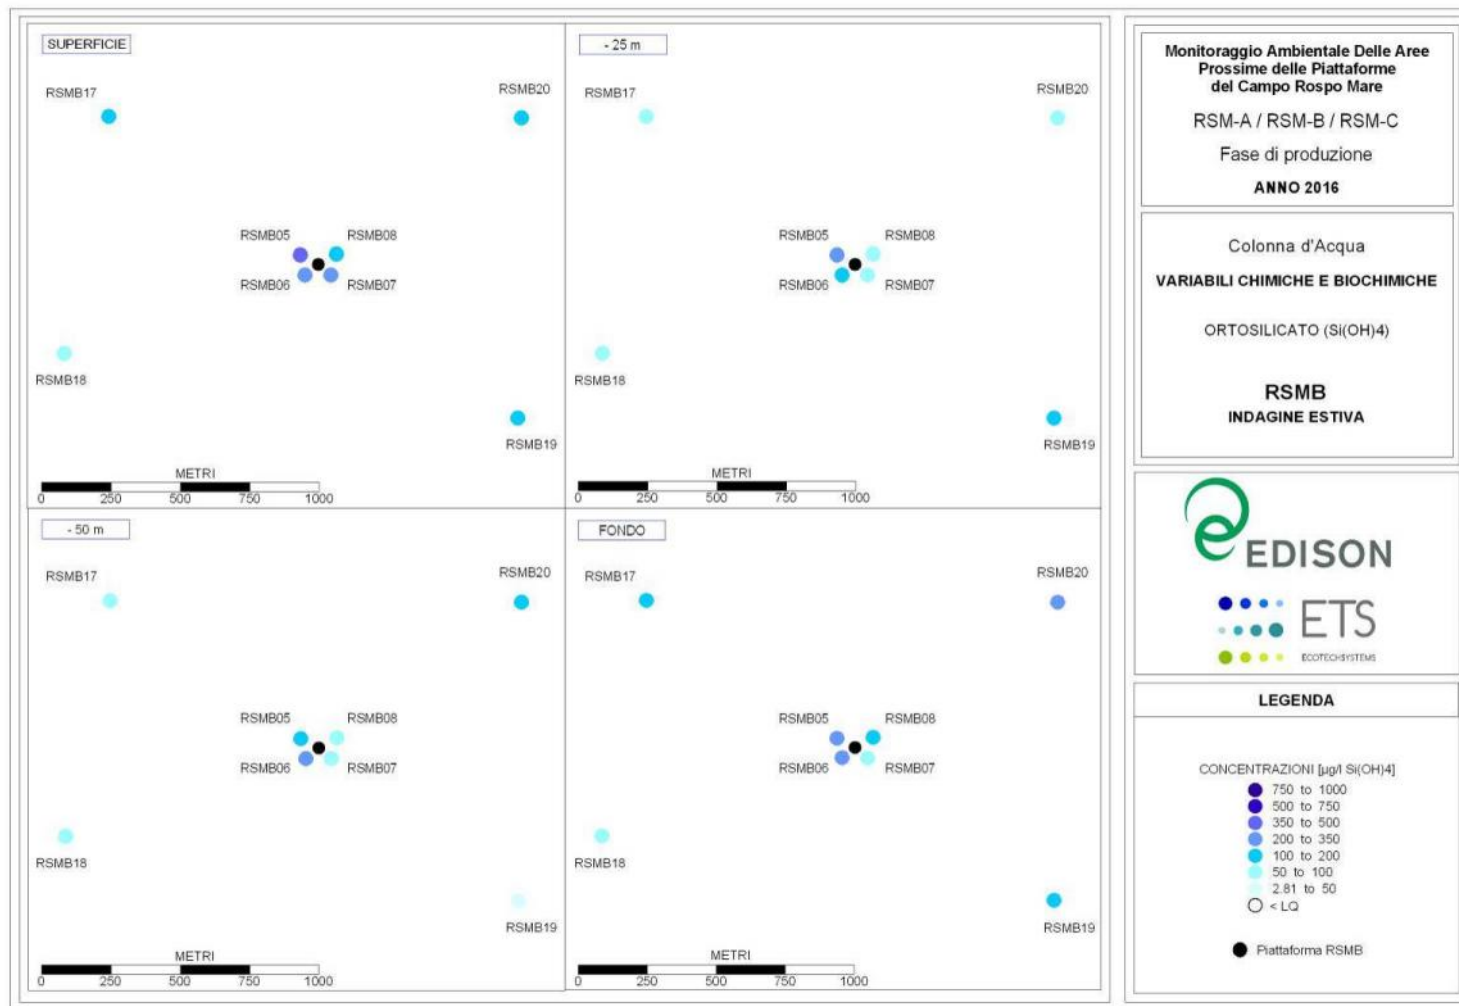 SUPERFICIE
RSMB17
RSMB20
RSMB05
RSMB08
RSMB06
RSMB07
RSMB18
RSMB19
METRI
0 250 500 750 1000
- 25 m
RSMB17
RSMB20
RSMB05
RSMB08
RSMB06
RSMB07
RSMB18
RSMB19
METRI
0 250 500 750 1000
- 50 m
RSMB17
RSMB20
RSMB05
RSMB08
RSMB06
RSMB07
RSMB18
RSMB19
METRI
0 250 500 750 1000
FONDO
RSMB17
RSMB20
RSMB05
RSMB08
RSMB06
RSMB07
RSMB18
RSMB19
METRI
0 250 500 750 1000
Monitoraggio Ambientale Delle Aree
Prossime delle Piattaforme
del Campo Rospo Mare
RSM-A / RSM-B / RSM-C
Fase di produzione
ANNO 2016
Colonna d'Acqua
VARIABILI CHIMICHE E BIOCHIMICHE
ORTOSILICATO (Si(OH)4)
RSMB
INDAGINE ESTIVA
EDISON
ETS
ECOTECHSYSTEMS
LEGENDA
CONCENTRAZIONI [µg/l Si(OH)4]
750 to 1000
500 to 750
350 to 500
200 to 350
100 to 200
50 to 100
2.81 to 50
< LQ
Piattaforma RSMB